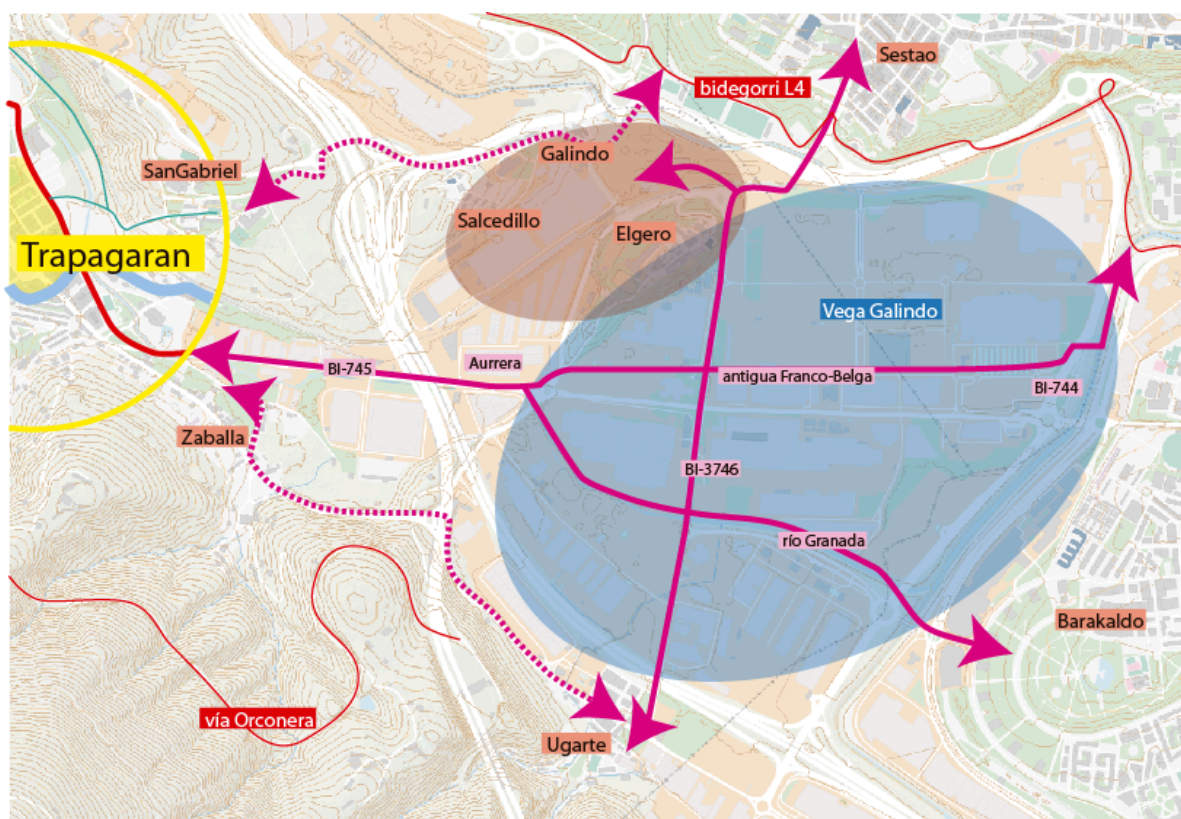 Sestao
bidegorri L4
Galindo
SanGabriel
Salcedillo
Elgero
Trapagaran
Vega Galindo
Aurrera
BI-745
antigua Franco-Belga
BI-744
Zaballa
BI-3746
río Granada
Barakaldo
vía Orconera
Ugarte